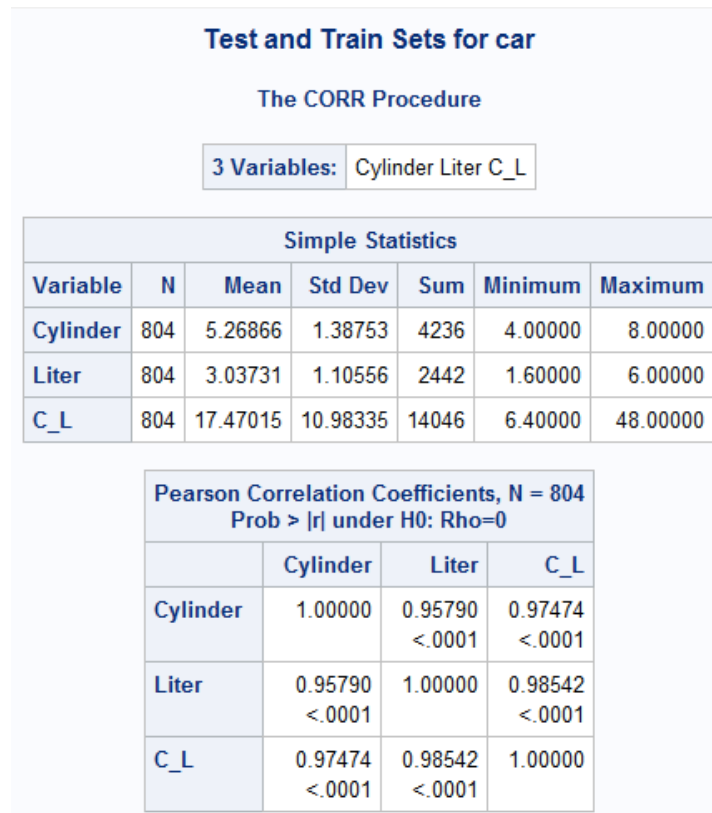 Test and Train Sets for car
The CORR Procedure
3 Variables: Cylinder Liter C_L
Simple Statistics
Variable N Mean Std Dev Sum Minimum Maximum
Cylinder 804 5.26866 1.38753 4236 4.00000 8.00000
Liter 804 3.03731 1.10556 2442 1.60000 6.00000
C_L 804 17.47015 10.98335 14046 6.40000 48.00000
Pearson Correlation Coefficients, N = 804
Prob > |r| under H0: Rho=0
Cylinder Liter C_L
Cylinder 1.00000 0.95790 0.97474
<.0001 <.0001
Liter 0.95790 1.00000 0.98542
<.0001 <.0001
C_L 0.97474 0.98542 1.00000
<.0001 <.0001